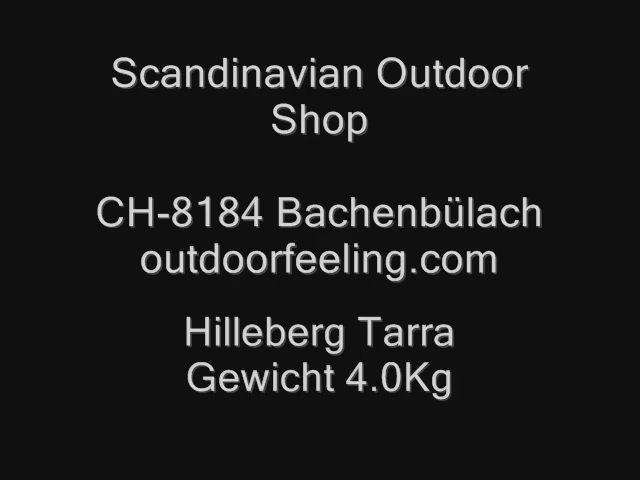 Scandinavian Outdoor
Shop
CH-8184 Bachenbülach
outdoorfeeling.com
Hilleberg Tarra
Gewicht 4.0Kg